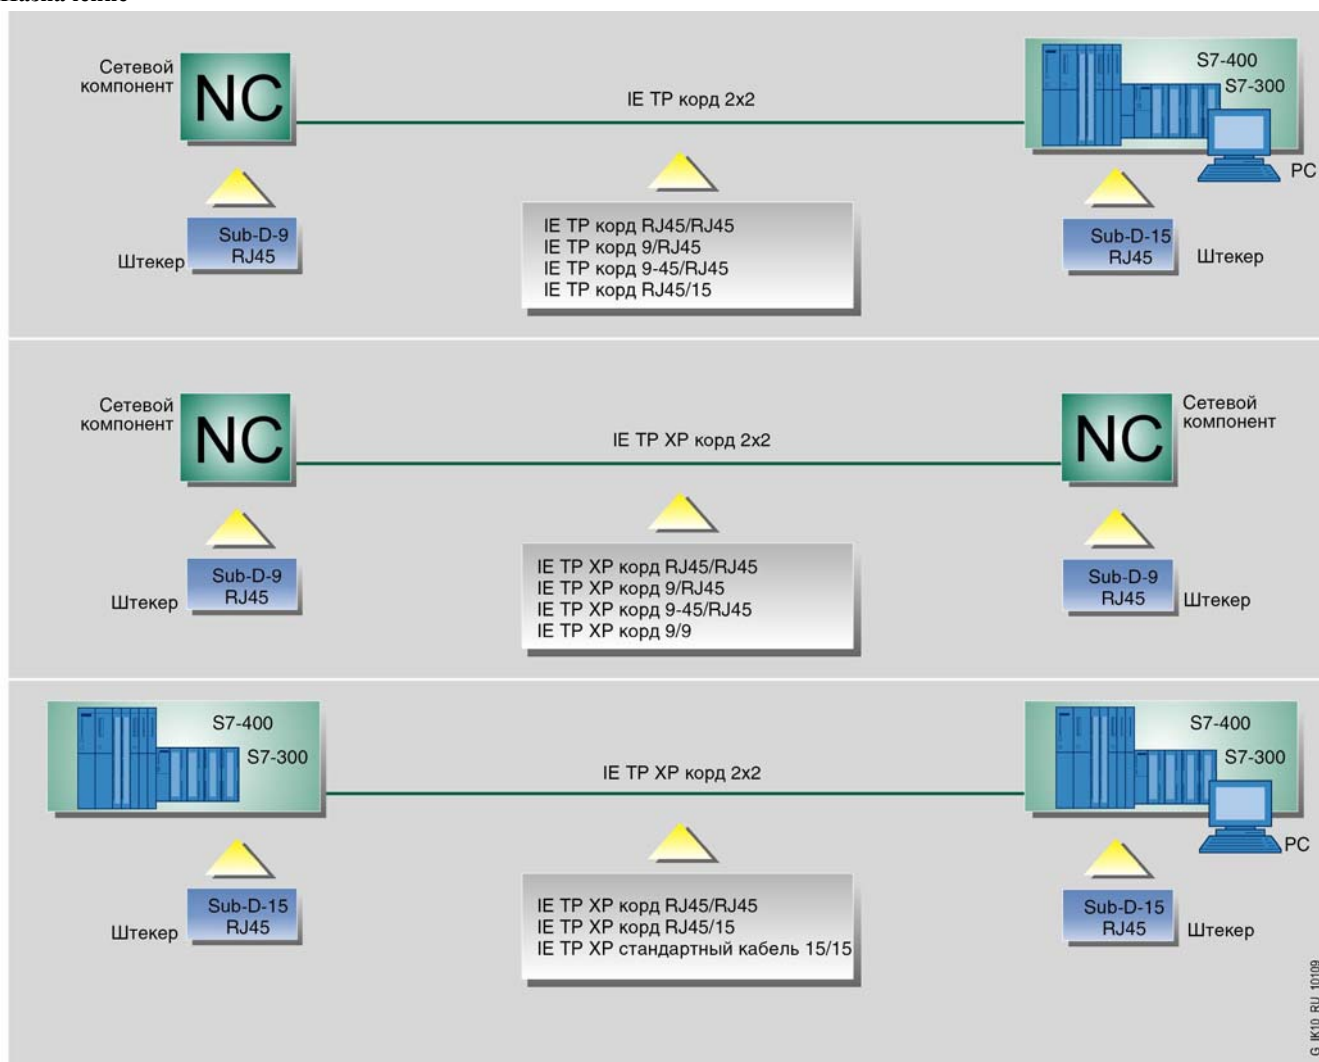 Назначение
Сетевой
компонент
NC
IE TP корд 2x2
S7-400
S7-300
PC
Штекер
Sub-D-9
RJ45
IE TP корд RJ45/RJ45
IE TP корд 9/RJ45
IE TP корд 9-45/RJ45
IE TP корд RJ45/15
Sub-D-15
RJ45
Штекер
Сетевой
компонент
NC
IE TP XP корд 2x2
NC
Сетевой
компонент
Штекер
Sub-D-9
RJ45
IE TP XP корд RJ45/RJ45
IE TP XP корд 9/RJ45
IE TP XP корд 9-45/RJ45
IE TP XP корд 9/9
Sub-D-9
RJ45
Штекер
S7-400
S7-300
IE TP XP корд 2x2
S7-400
S7-300
PC
Штекер
Sub-D-15
RJ45
IE TP XP корд RJ45/RJ45
IE TP XP корд RJ45/15
IE TP XP стандартный кабель 15/15
Sub-D-15
RJ45
Штекер
G_IK10_RU_10109